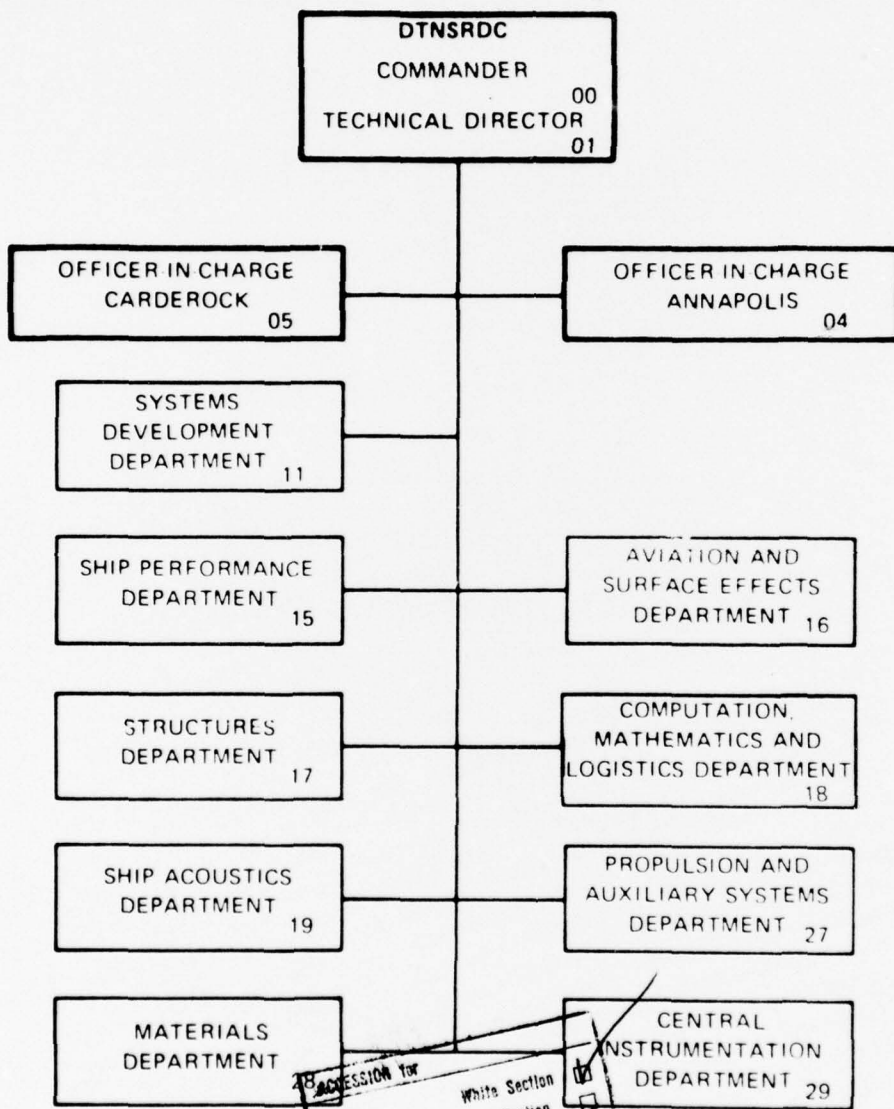 DTNSRDC
COMMANDER
00
TECHNICAL DIRECTOR
01
OFFICER-IN-CHARGE
CARDEROCK
05
OFFICER-IN-CHARGE
ANNAPOLIS
04
SYSTEMS
DEVELOPMENT
DEPARTMENT
11
SHIP PERFORMANCE
DEPARTMENT
15
AVIATION AND
SURFACE EFFECTS
DEPARTMENT
16
STRUCTURES
DEPARTMENT
17
COMPUTATION,
MATHEMATICS AND
LOGISTICS DEPARTMENT
18
SHIP ACOUSTICS
DEPARTMENT
19
PROPULSION AND
AUXILIARY SYSTEMS
DEPARTMENT
27
MATERIALS
DEPARTMENT
28
CENTRAL
INSTRUMENTATION
DEPARTMENT
29
ACCESSION for
White Section